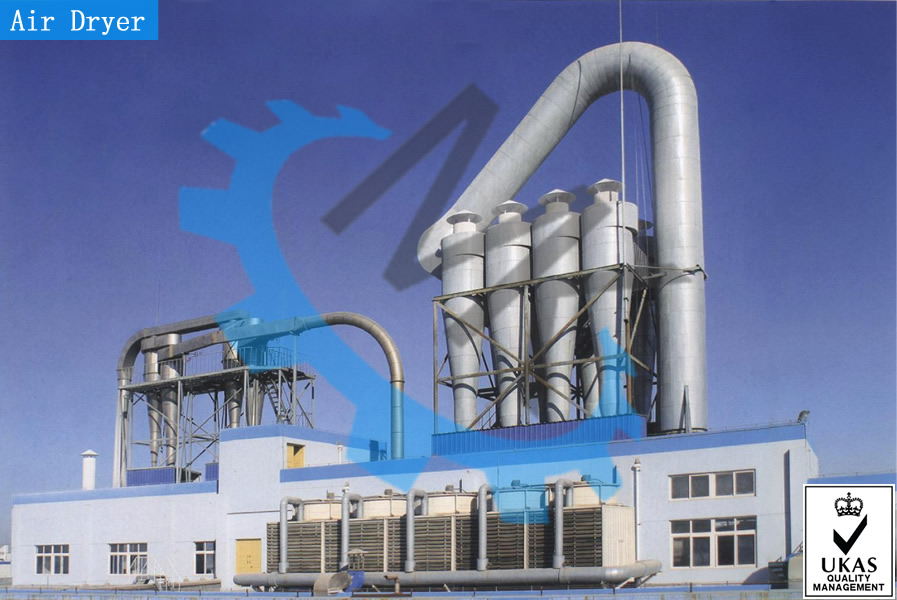 Air Dryer
UKAS
QUALITY
MANAGEMENT